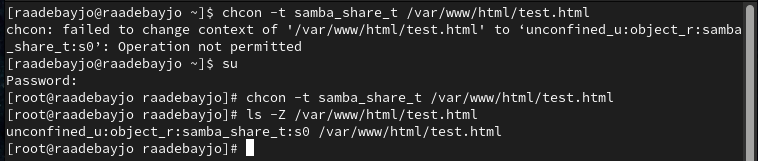 [raadebayjo@raadebayjo ~]$ chcon -t samba_share_t /var/www/html/test.html
chcon: failed to change context of '/var/www/html/test.html' to ‘unconfined_u:object_r:samba
_share_t:s0’: Operation not permitted
[raadebayjo@raadebayjo ~]$ su
Password:
[root@raadebayjo raadebayjo]# chcon -t samba_share_t /var/www/html/test.html
[root@raadebayjo raadebayjo]# ls -Z /var/www/html/test.html
unconfined_u:object_r:samba_share_t:s0 /var/www/html/test.html
[root@raadebayjo raadebayjo]#